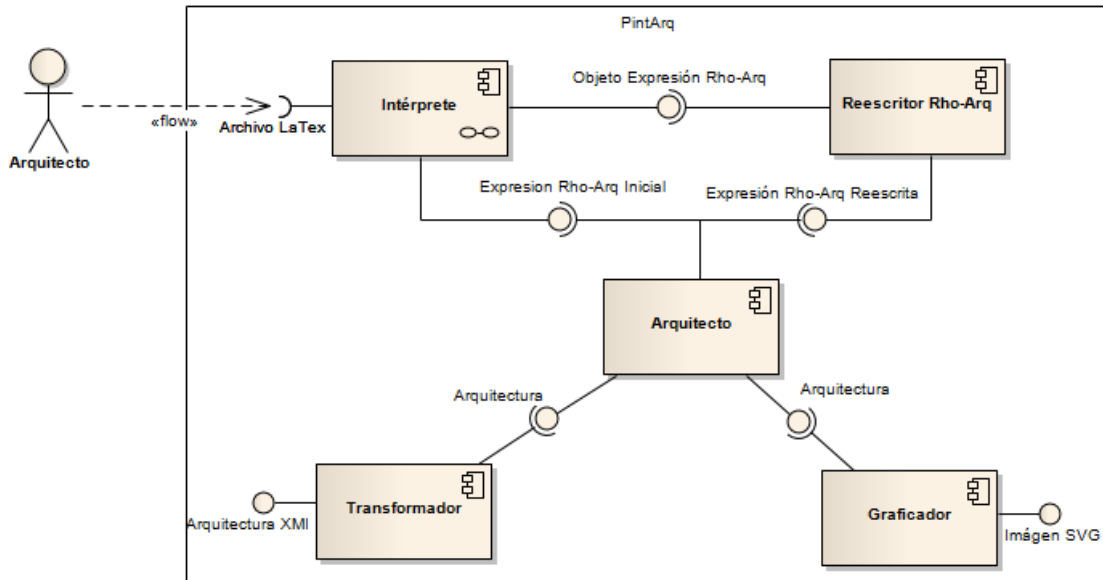 PintArq
Intérprete
Objeto Expresión Rho-Arq
Reescritor Rho-Arq
«flow»
Archivo LaTex
Arquitecto
Expresion Rho-Arq Inicial
Expresión Rho-Arq Reescrita
Arquitecto
Arquitectura
Arquitectura
Transformador
Arquitectura XMI
Graficador
Imágen SVG